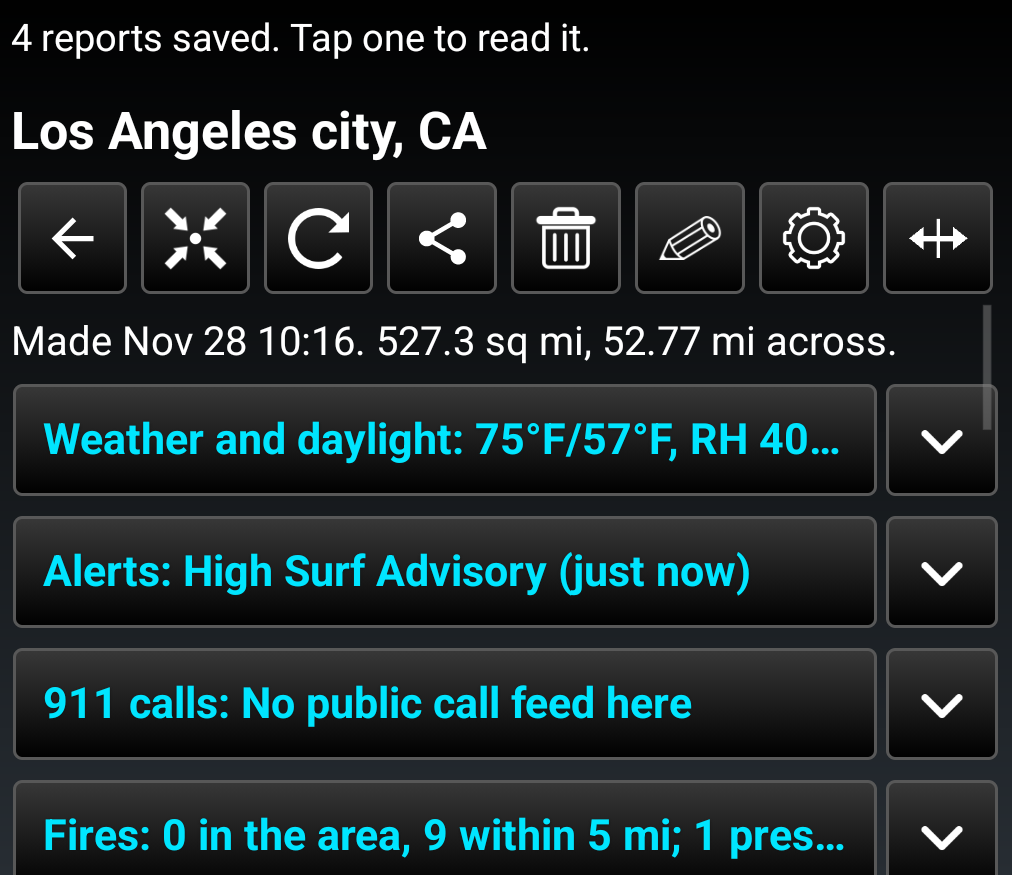 4 reports saved. Tap one to read it.
Los Angeles city, CA
Made Nov 28 10:16. 527.3 sq mi, 52.77 mi across.
Weather and daylight: 75°F/57°F, RH 40...
Alerts: High Surf Advisory (just now)
911 calls: No public call feed here
Fires: 0 in the area, 9 within 5 mi; 1 pres...